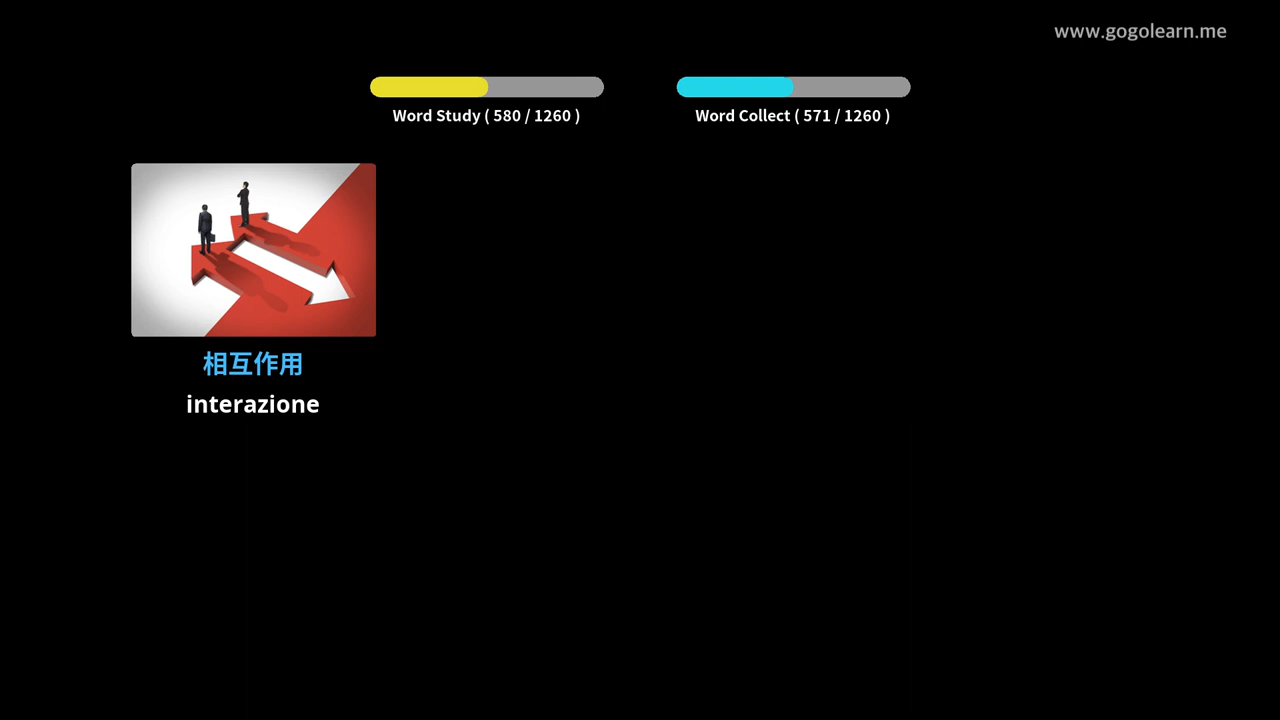 www.gogolearn.me
Word Study ( 580 / 1260 )
Word Collect ( 571 / 1260 )
相互作用
interazione